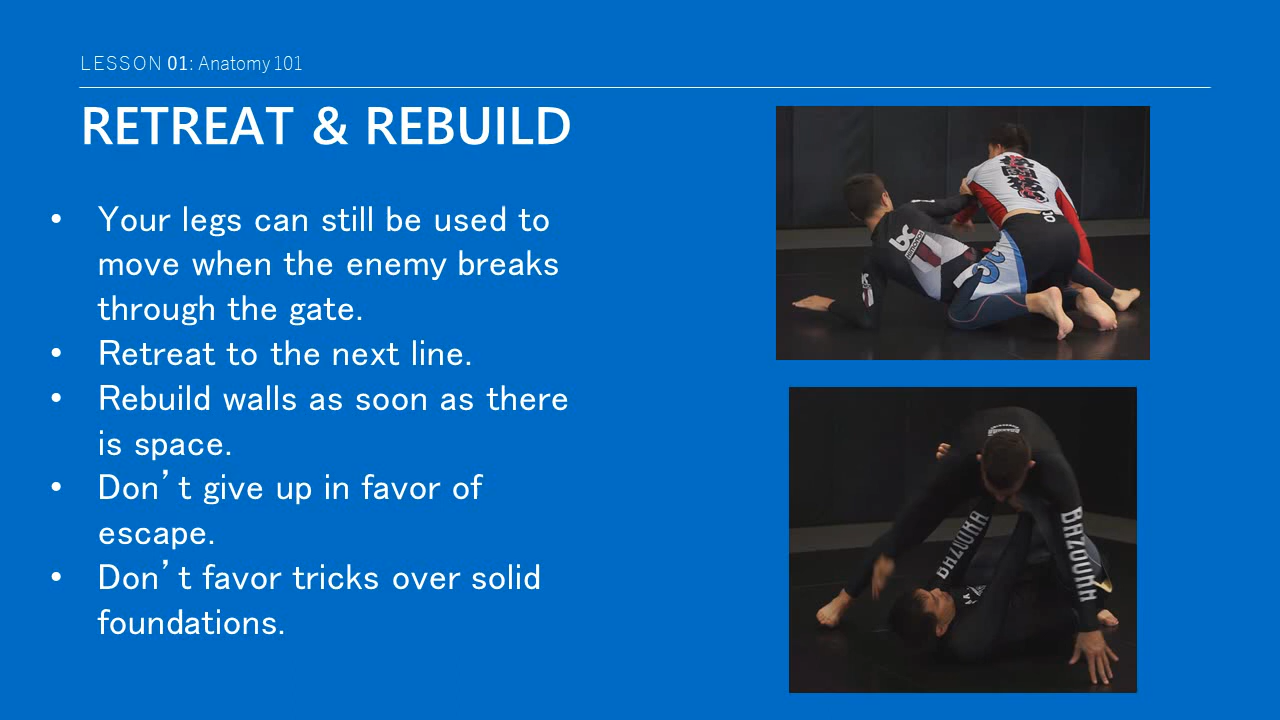 LESSON 01: Anatomy 101
RETREAT & REBUILD
• Your legs can still be used to
move when the enemy breaks
through the gate.
• Retreat to the next line.
• Rebuild walls as soon as there
is space.
• Don’t give up in favor of
escape.
• Don’t favor tricks over solid
foundations.
BAZOOKA
BAZOOKA